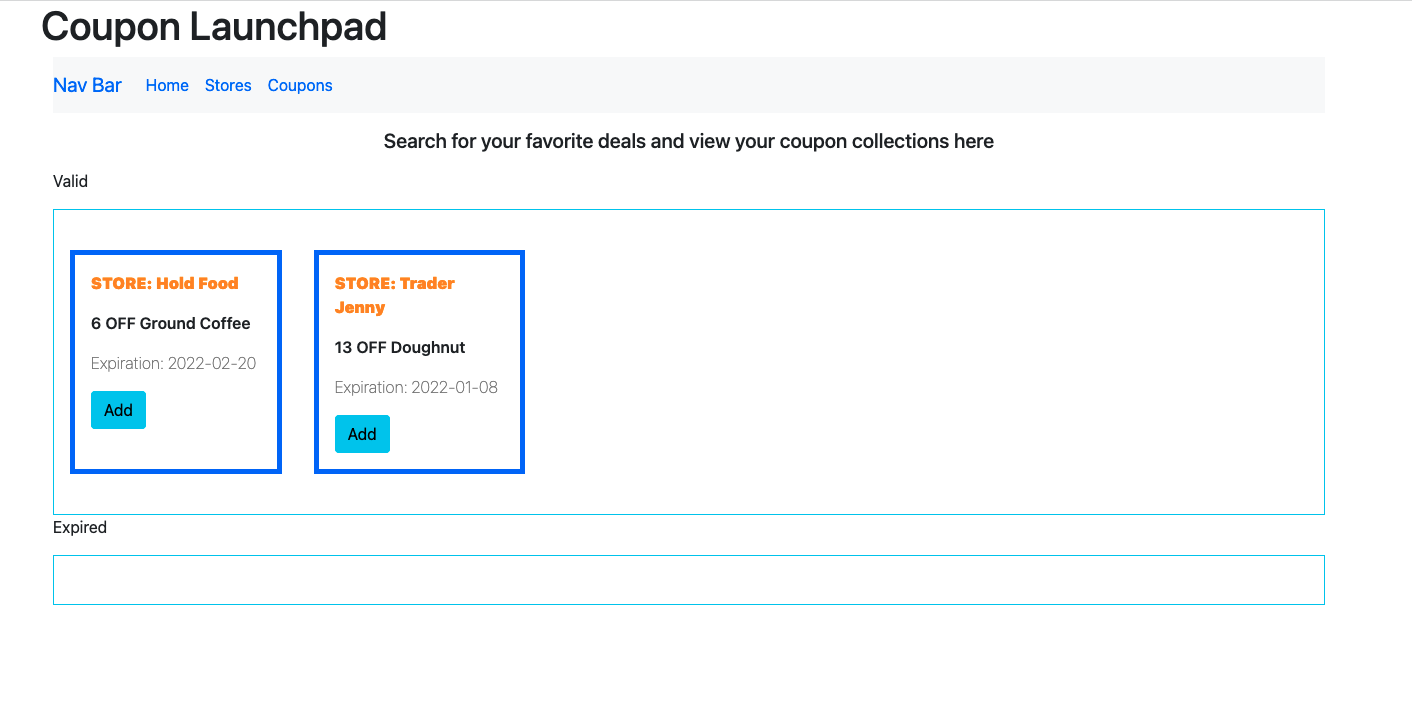 Coupon Launchpad
Nav Bar Home Stores Coupons
Search for your favorite deals and view your coupon collections here
Valid
STORE: Hold Food
6 OFF Ground Coffee
Expiration: 2022-02-20
Add
STORE: Trader
Jenny
13 OFF Doughnut
Expiration: 2022-01-08
Add
Expired